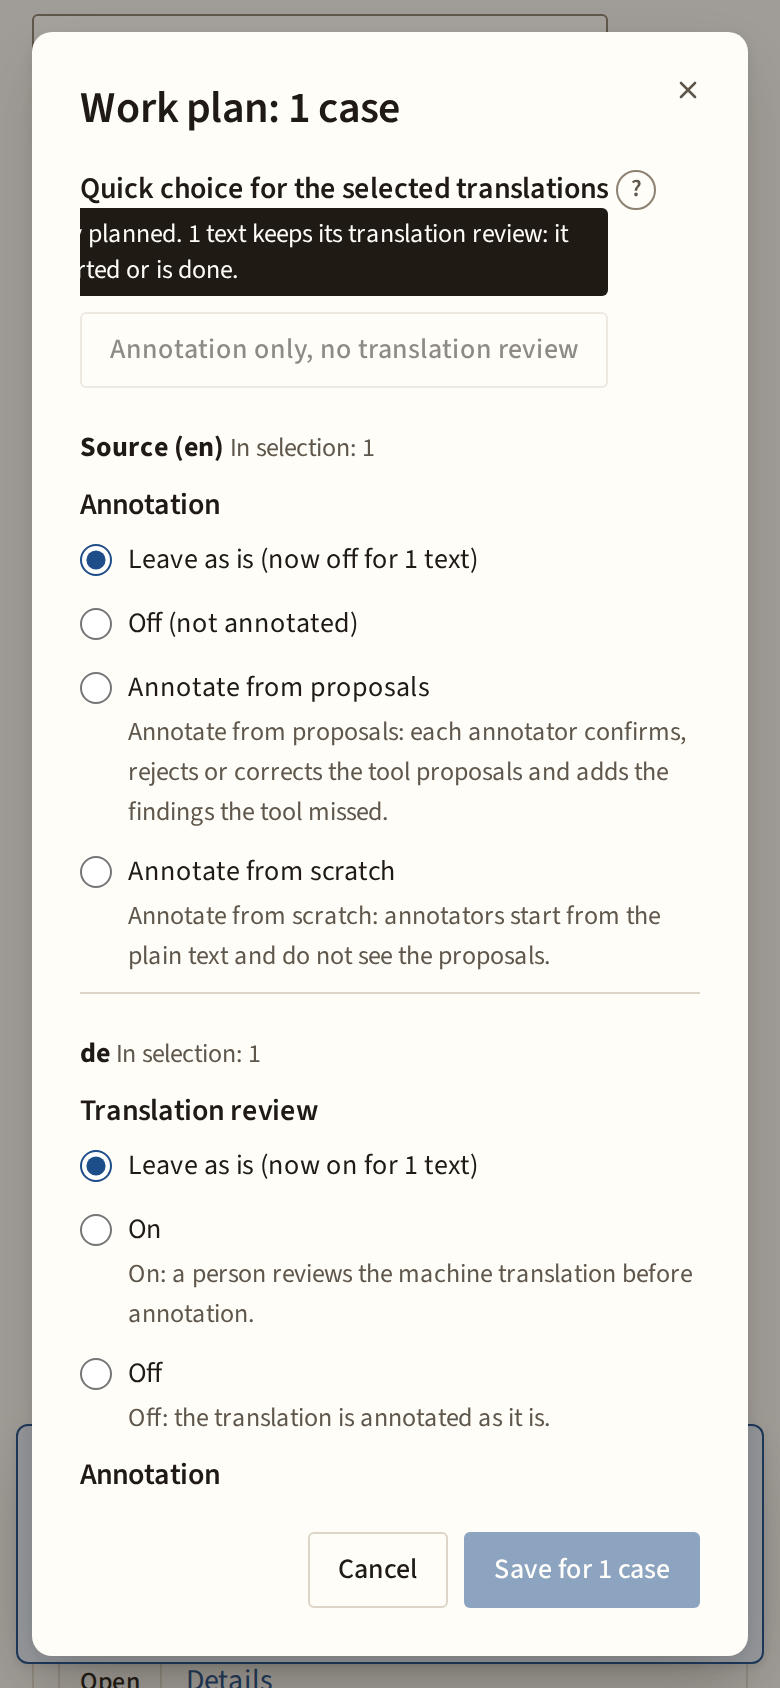 Work plan: 1 case
Quick choice for the selected translations ?
planned. 1 text keeps its translation review: it
or is done.
Annotation only, no translation review
Source (en) In selection: 1
Annotation
Leave as is (now off for 1 text)
Off (not annotated)
Annotate from proposals
Annotate from proposals: each annotator confirms,
rejects or corrects the tool proposals and adds the
findings the tool missed.
Annotate from scratch
Annotate from scratch: annotators start from the
plain text and do not see the proposals.
de In selection: 1
Translation review
Leave as is (now on for 1 text)
On
On: a person reviews the machine translation before
annotation.
Off
Off: the translation is annotated as it is.
Annotation
Cancel
Save for 1 case
Open
Details